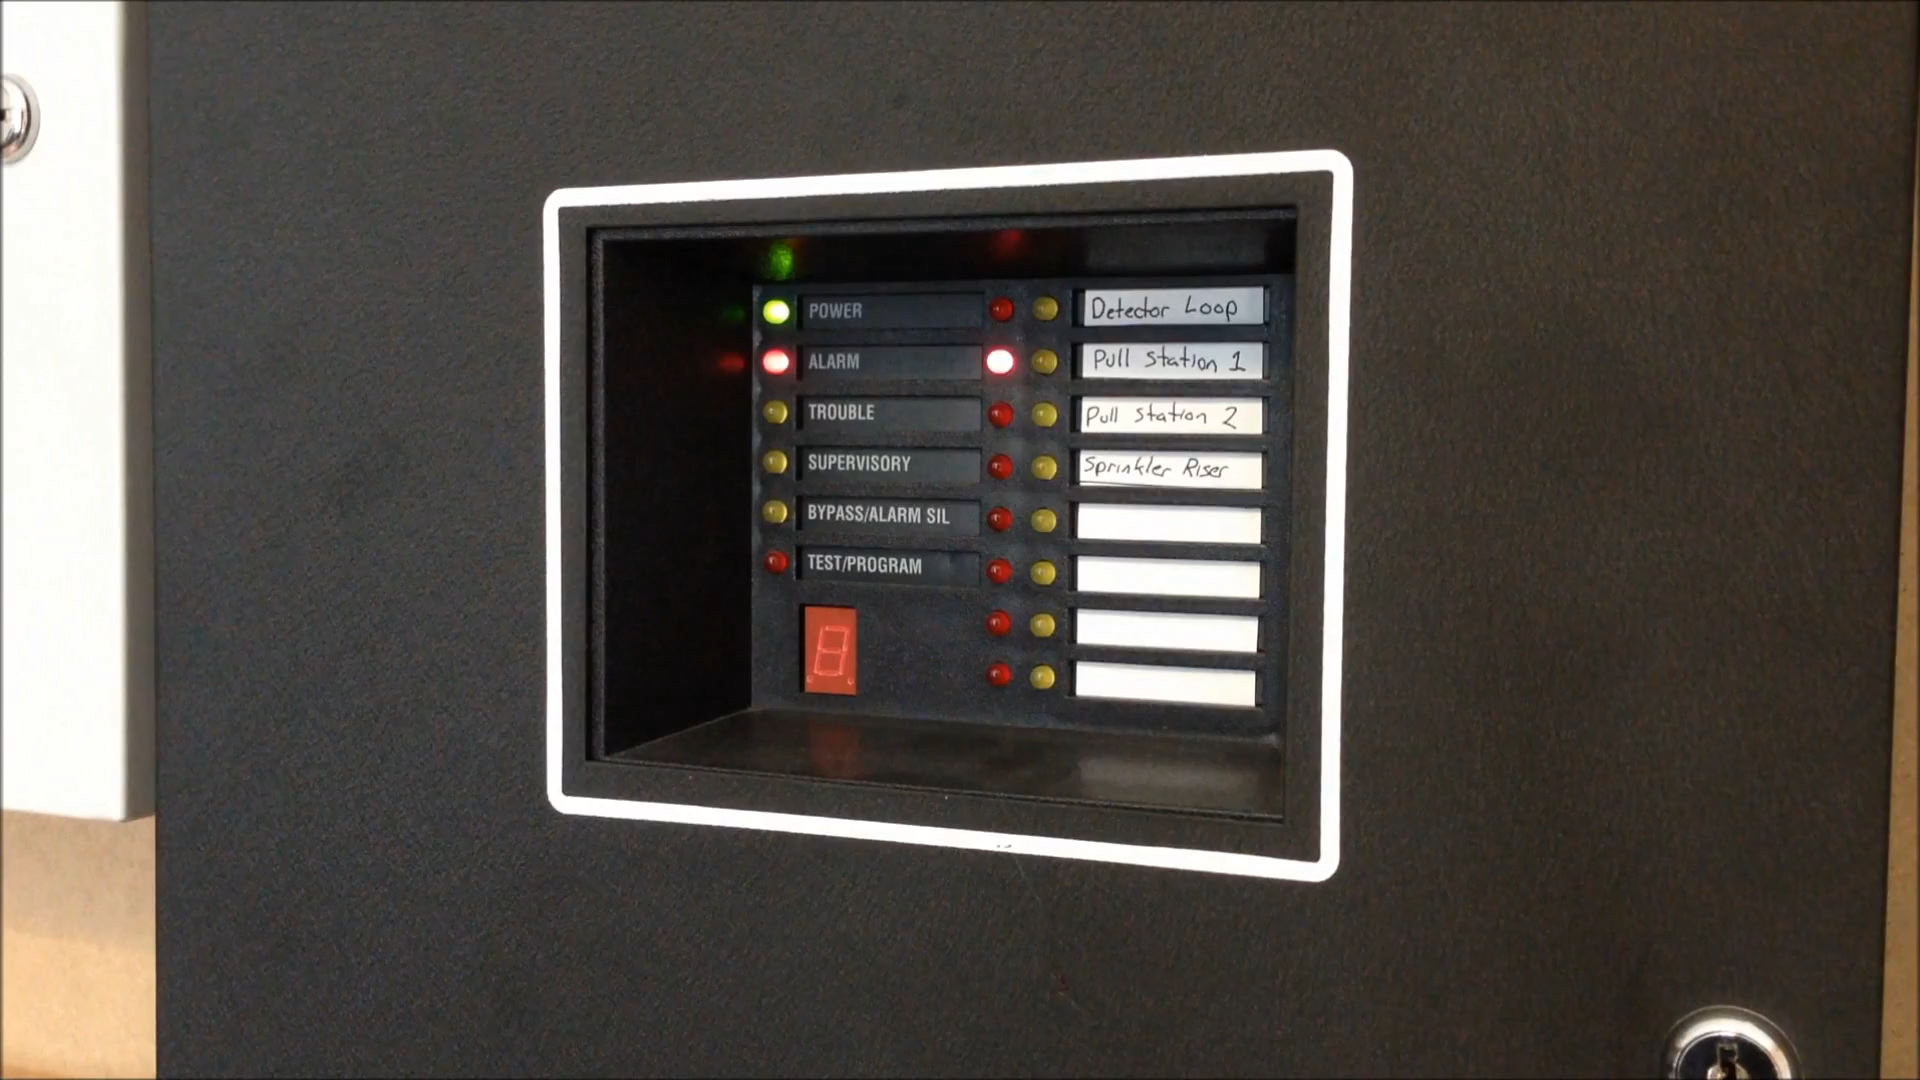 POWER
ALARM
TROUBLE
SUPERVISORY
BYPASS/ALARM SIL
TEST/PROGRAM
8
Detector Loop
Pull Station 1
Pull Station 2
Sprinkler Riser